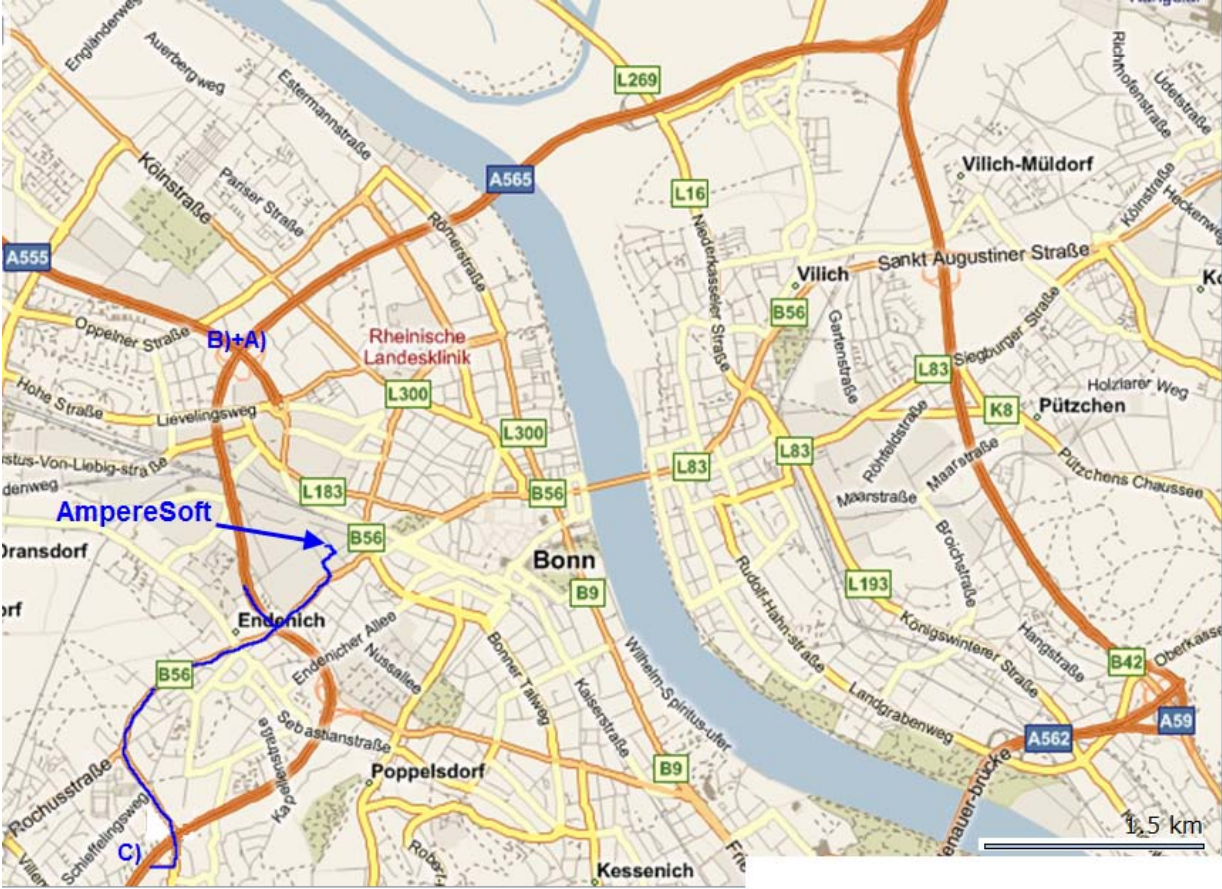 Engländerweg
Auerbergweg
Estermannstraße
Kölnstraße
Pariser Straße
Römerstraße
L269
A565
L16
Niederkasseler Straße
Richthofenstraße
Udetstraße
Vilich-Müldorf
Kölnstraße
Heckenweg
Sankt Augustiner Straße
Vilich
B56
Gartenstraße
A555
Oppelner Straße
B)+A)
Rheinische
Landesklinik
L300
Hohe Straße
Lievelingsweg
L300
L83
Siegburger Straße
Holzlarer Weg
K8
Pützchen
Pützchens Chaussee
Röhfeldstraße
Maarstraße
Maarstraße
L83
L83
B56
L183
AmpereSoft
B56
Bonn
B9
Broichstraße
L193
Rudolf-Hahn-straße
Königswinterer Straße
Hangstraße
B42
A59
A562
Landgrabenweg
Dransdorf
Endenich
Endenicher Allee
Nussallee
B56
Bonner Talweg
Kaiserstraße
Wilhelm-Spiritus-ufer
Sebastianstraße
B9
Poppelsdorf
Rochusstraße
Schieffelingsweg
C)
Kessenich
1,5 km